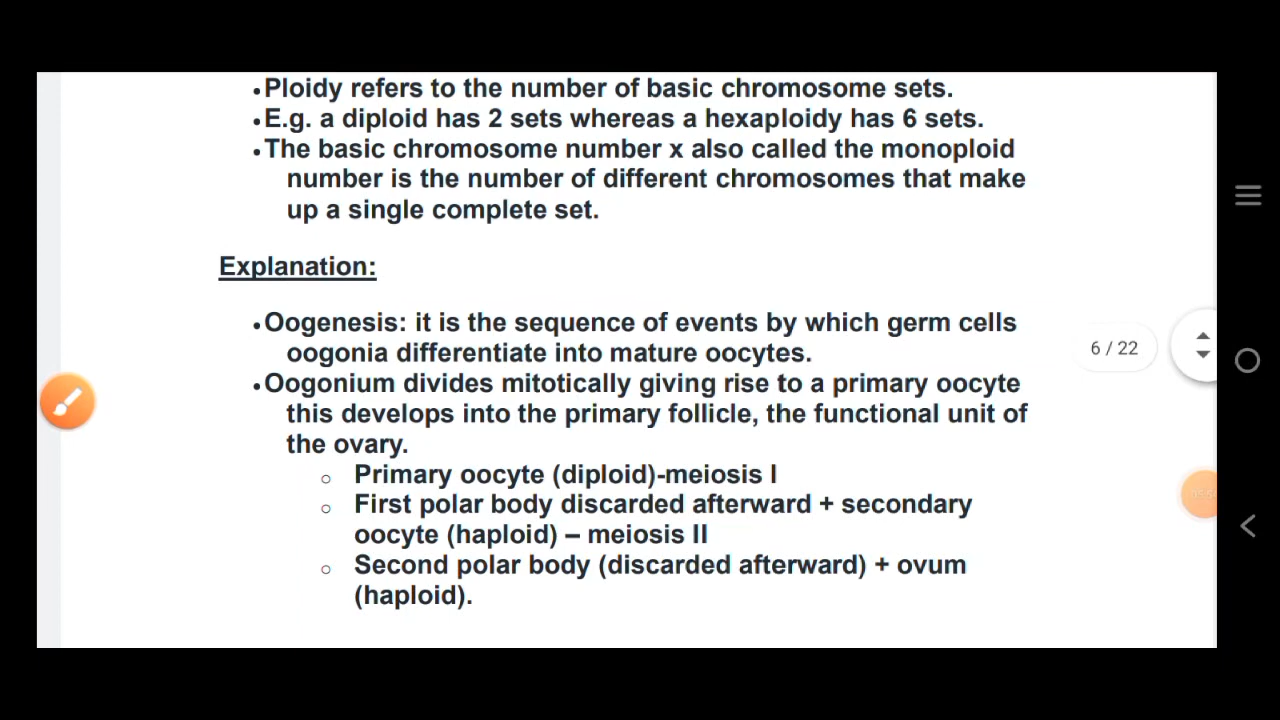 •Ploidy refers to the number of basic chromosome sets.
•E.g. a diploid has 2 sets whereas a hexaploidy has 6 sets.
•The basic chromosome number x also called the monoploid
number is the number of different chromosomes that make
up a single complete set.
Explanation:
•Oogenesis: it is the sequence of events by which germ cells
oogonia differentiate into mature oocytes.
6 / 22
•Oogonium divides mitotically giving rise to a primary oocyte
this develops into the primary follicle, the functional unit of
the ovary.
○ Primary oocyte (diploid)-meiosis I
○ First polar body discarded afterward + secondary
oocyte (haploid) – meiosis II
○ Second polar body (discarded afterward) + ovum
(haploid).